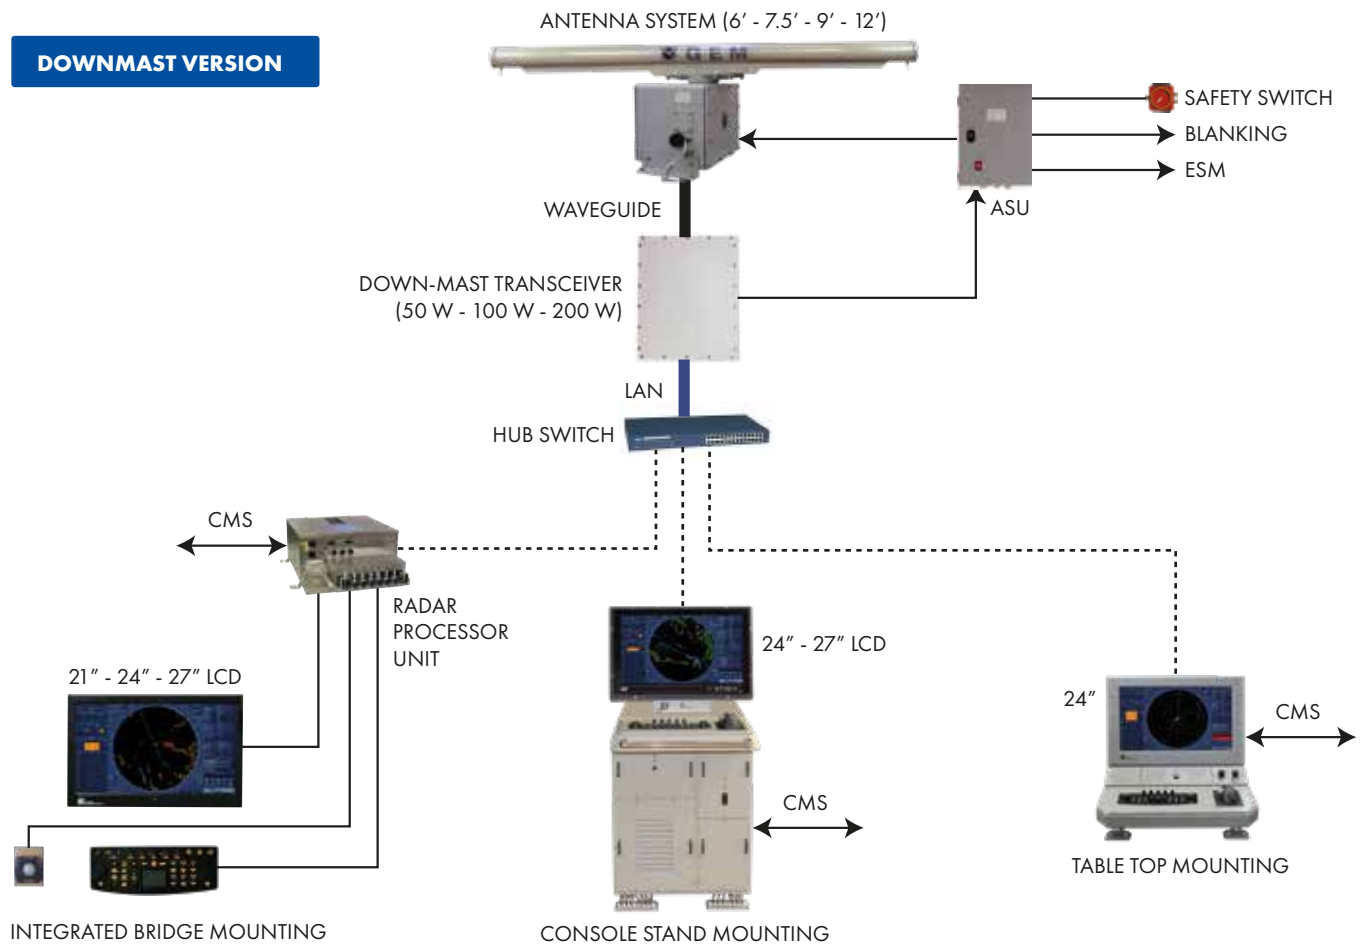 ANTENNA SYSTEM (6’ - 7.5’ - 9’ - 12’)
DOWNMAST VERSION
GEM
SAFETY SWITCH
BLANKING
ESM
ASU
WAVEGUIDE
DOWN-MAST TRANSCEIVER
(50 W - 100 W - 200 W)
LAN
HUB SWITCH
CMS
RADAR
PROCESSOR
UNIT
21” - 24” - 27” LCD
24” - 27” LCD
24”
CMS
CMS
TABLE TOP MOUNTING
INTEGRATED BRIDGE MOUNTING
CONSOLE STAND MOUNTING